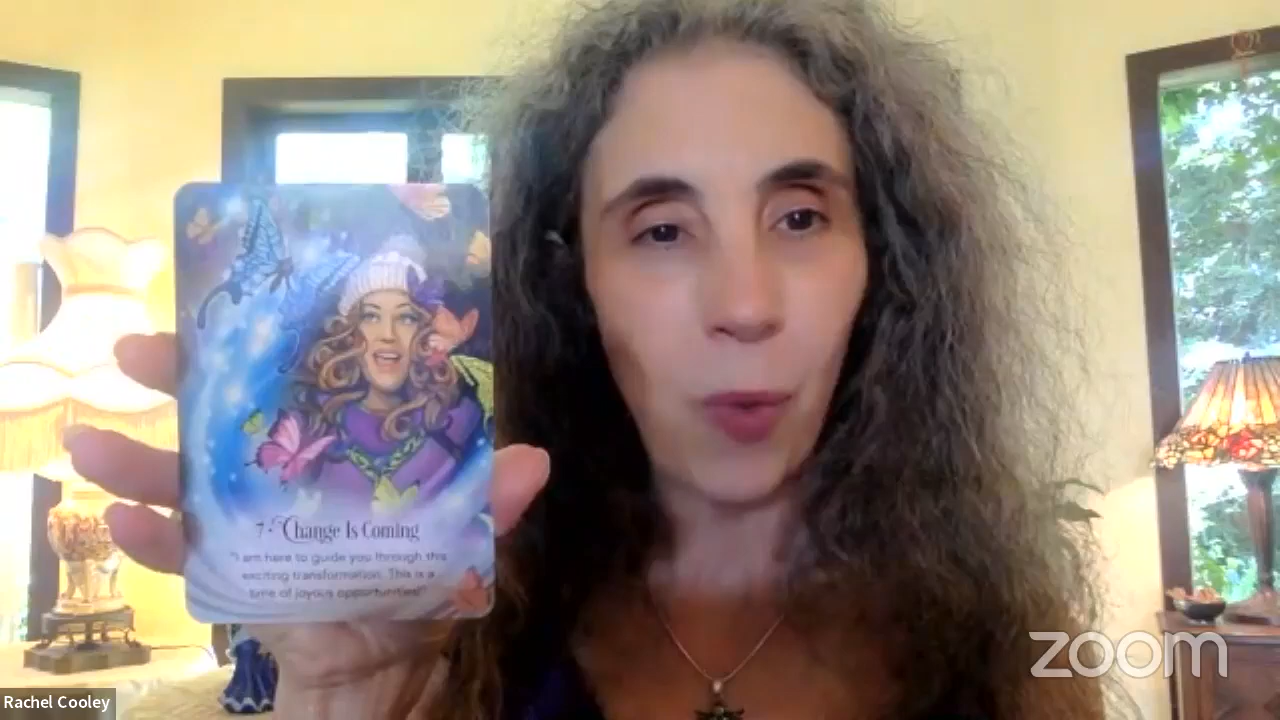 7 • Change Is Coming
"I am here to guide you through this
exciting transformation. This is a
time of joyous opportunities!"
zoom
Rachel Cooley